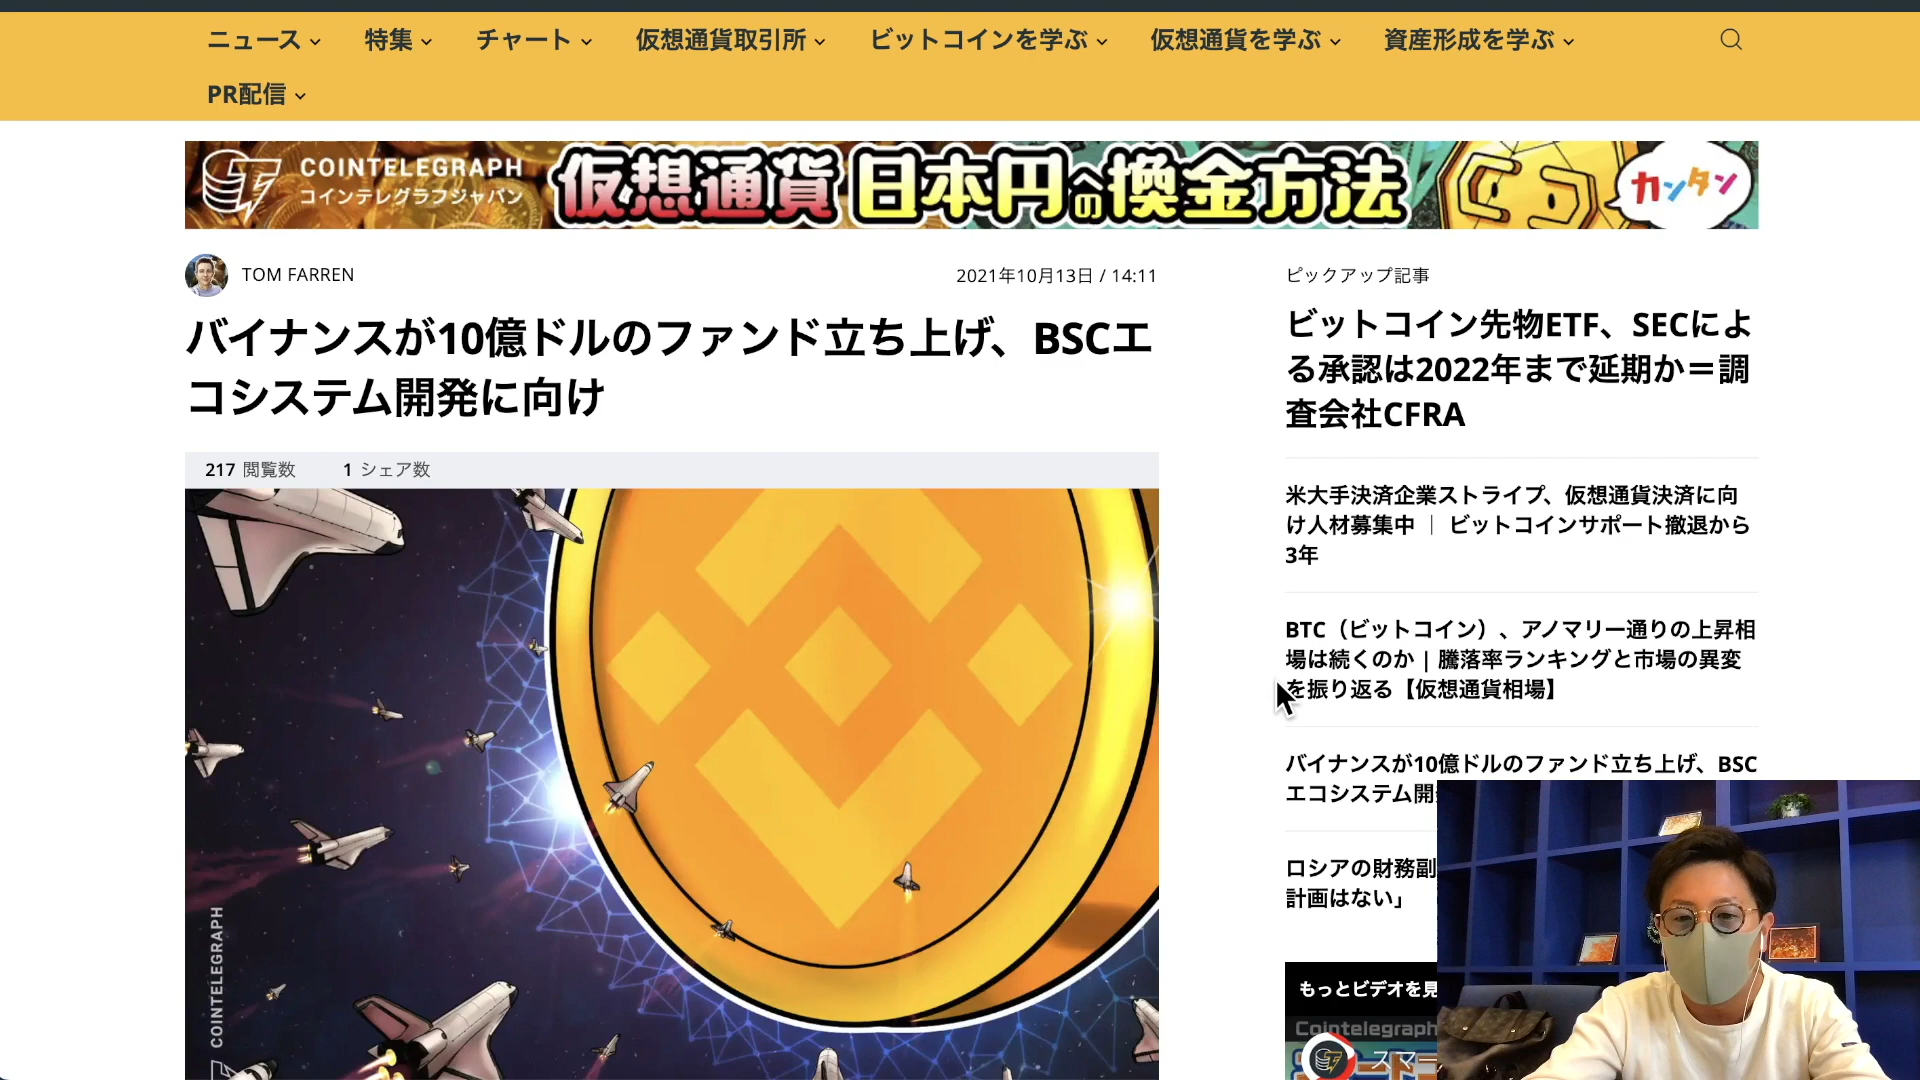 ニュース
特集
チャート
仮想通貨取引所
ビットコインを学ぶ
仮想通貨を学ぶ
資産形成を学ぶ
PR配信
COINTELEGRAPH
コインテレグラフジャパン
仮想通貨 日本円への換金方法
カンタン
TOM FARREN
2021年10月13日 / 14:11
バイナンスが10億ドルのファンド立ち上げ、BSCエ
コシステム開発に向け
217 閲覧数
1 シェア数
COINTELEGRAPH
ピックアップ記事
ビットコイン先物ETF、SECによ
る承認は2022年まで延期か＝調
査会社CFRA
米大手決済企業ストライプ、仮想通貨決済に向
け人材募集中 ｜ ビットコインサポート撤退から
3年
BTC（ビットコイン）、アノマリー通りの上昇相
場は続くのか | 騰落率ランキングと市場の異変
を振り返る【仮想通貨相場】
バイナンスが10億ドルのファンド立ち上げ、BSC
エコシステム開
ロシアの財務副
計画はない」
もっとビデオを見
Cointelegraph
スマー